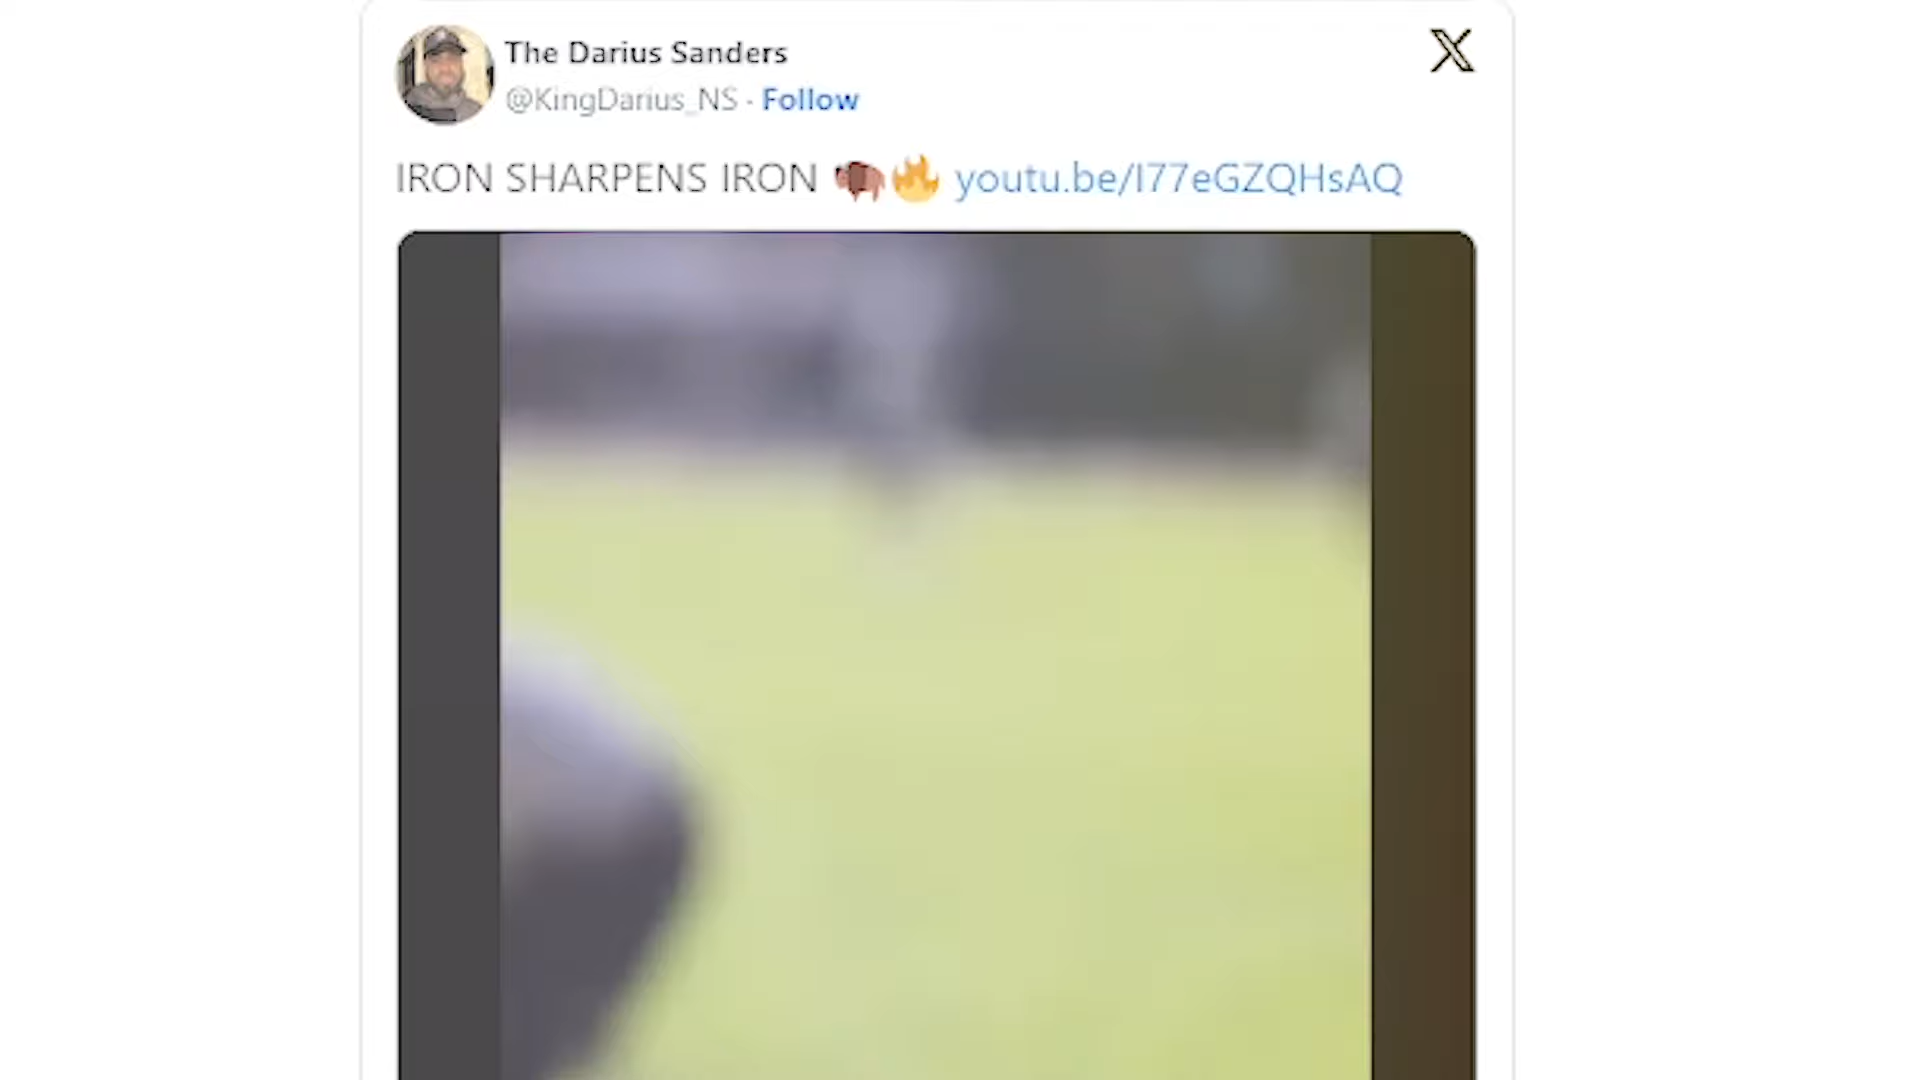 The Darius Sanders
@KingDarius_NS · Follow
IRON SHARPENS IRON 🦬🔥 youtu.be/I77eGZQHsAQ